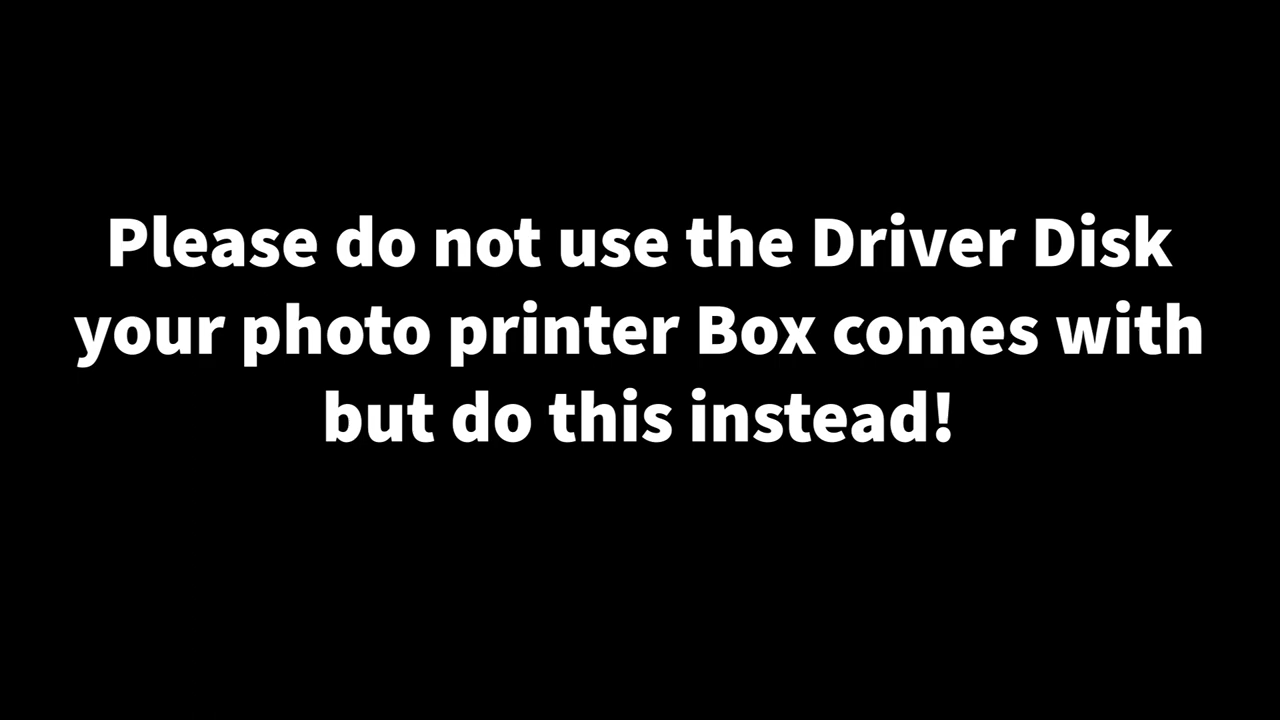 Please do not use the Driver Disk
your photo printer Box comes with
but do this instead!